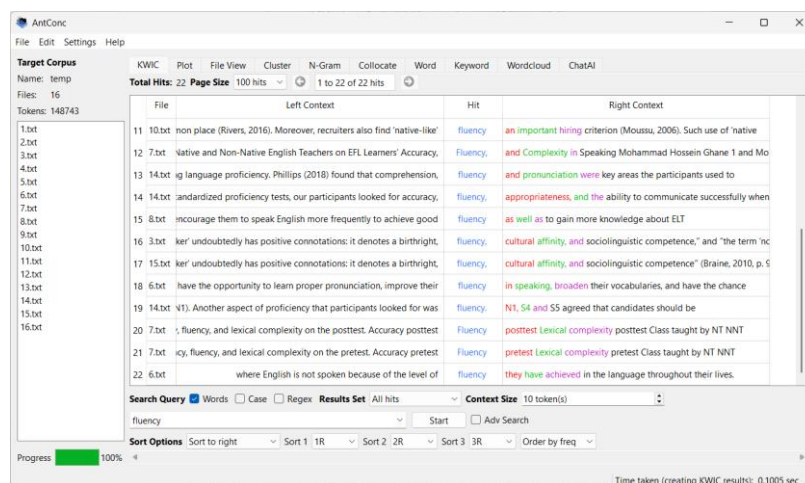 AntConc
File Edit Settings Help
Target Corpus
Name: temp
Files: 16
Tokens: 148743
1.txt
2.txt
3.txt
4.txt
5.txt
6.txt
7.txt
8.txt
9.txt
10.txt
11.txt
12.txt
13.txt
14.txt
15.txt
16.txt
Progress 100%
KWIC Plot File View Cluster N-Gram Collocate Word Keyword Wordcloud ChatAI
Total Hits: 22 Page Size 100 hits 1 to 22 of 22 hits
File Left Context Hit Right Context
11 10.txt non place (Rivers, 2016). Moreover, recruiters also find 'native-like' fluency an important hiring criterion (Moussu, 2006). Such use of 'native
12 7.txt Native and Non-Native English Teachers on EFL Learners' Accuracy, Fluency, and Complexity in Speaking Mohammad Hossein Ghane 1 and Mo
13 14.txt language proficiency. Phillips (2018) found that comprehension, fluency, and pronunciation were key areas the participants used to
14 14.txt tandardized proficiency tests, our participants looked for accuracy, fluency, appropriateness, and the ability to communicate successfully when
15 8.txt encourage them to speak English more frequently to achieve good fluency as well as to gain more knowledge about ELT
16 3.txt ker' undoubtedly has positive connotations: it denotes a birthright, fluency, cultural affinity, and sociolinguistic competence," and "the term 'nc
17 15.txt ker' undoubtedly has positive connotations: it denotes a birthright, fluency, cultural affinity, and sociolinguistic competence" (Braine, 2010, p. 9
18 6.txt have the opportunity to learn proper pronunciation, improve their fluency in speaking, broaden their vocabularies, and have the chance
19 14.txt N1). Another aspect of proficiency that participants looked for was fluency. N1, S4 and S5 agreed that candidates should be
20 7.txt , fluency, and lexical complexity on the posttest. Accuracy posttest Fluency posttest Lexical complexity posttest Class taught by NT NNT
21 7.txt cy, fluency, and lexical complexity on the pretest. Accuracy pretest Fluency pretest Lexical complexity pretest Class taught by NT NNT
22 6.txt where English is not spoken because of the level of fluency they have achieved in the language throughout their lives.
Search Query Words Case Regex Results Set All hits Context Size 10 token(s)
fluency Start Adv Search
Sort Options Sort to right Sort 1 1R Sort 2 2R Sort 3 3R Order by freq
Time taken (creating KWIC results): 0.1005 sec